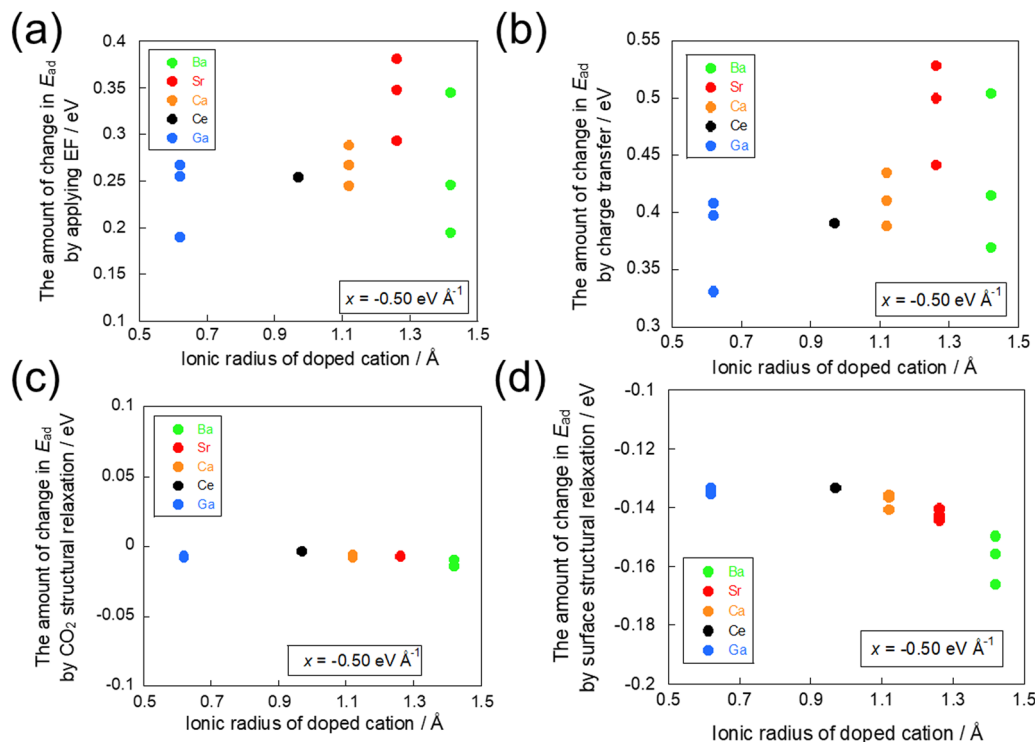 (a)
The amount of change in Ead
by applying EF / eV
0.4
0.35
0.3
0.25
0.2
0.15
0.1
Ba
Sr
Ca
Ce
Ga
x = -0.50 eV Å-1
0.5 0.7 0.9 1.1 1.3 1.5
Ionic radius of doped cation / Å
(b)
The amount of change in Ead
by charge transfer / eV
0.55
0.5
0.45
0.4
0.35
0.3
Ba
Sr
Ca
Ce
Ga
x = -0.50 eV Å-1
0.5 0.7 0.9 1.1 1.3 1.5
Ionic radius of doped cation / Å
(c)
The amount of change in Ead
by CO2 structural relaxation / eV
0.1
0.05
0
-0.05
-0.1
Ba
Sr
Ca
Ce
Ga
x = -0.50 eV Å-1
0.5 0.7 0.9 1.1 1.3 1.5
Ionic radius of doped cation / Å
(d)
The amount of change in Ead
by surface structural relaxation / eV
-0.1
-0.12
-0.14
-0.16
-0.18
-0.2
Ba
Sr
Ca
Ce
Ga
x = -0.50 eV Å-1
0.5 0.7 0.9 1.1 1.3 1.5
Ionic radius of doped cation / Å